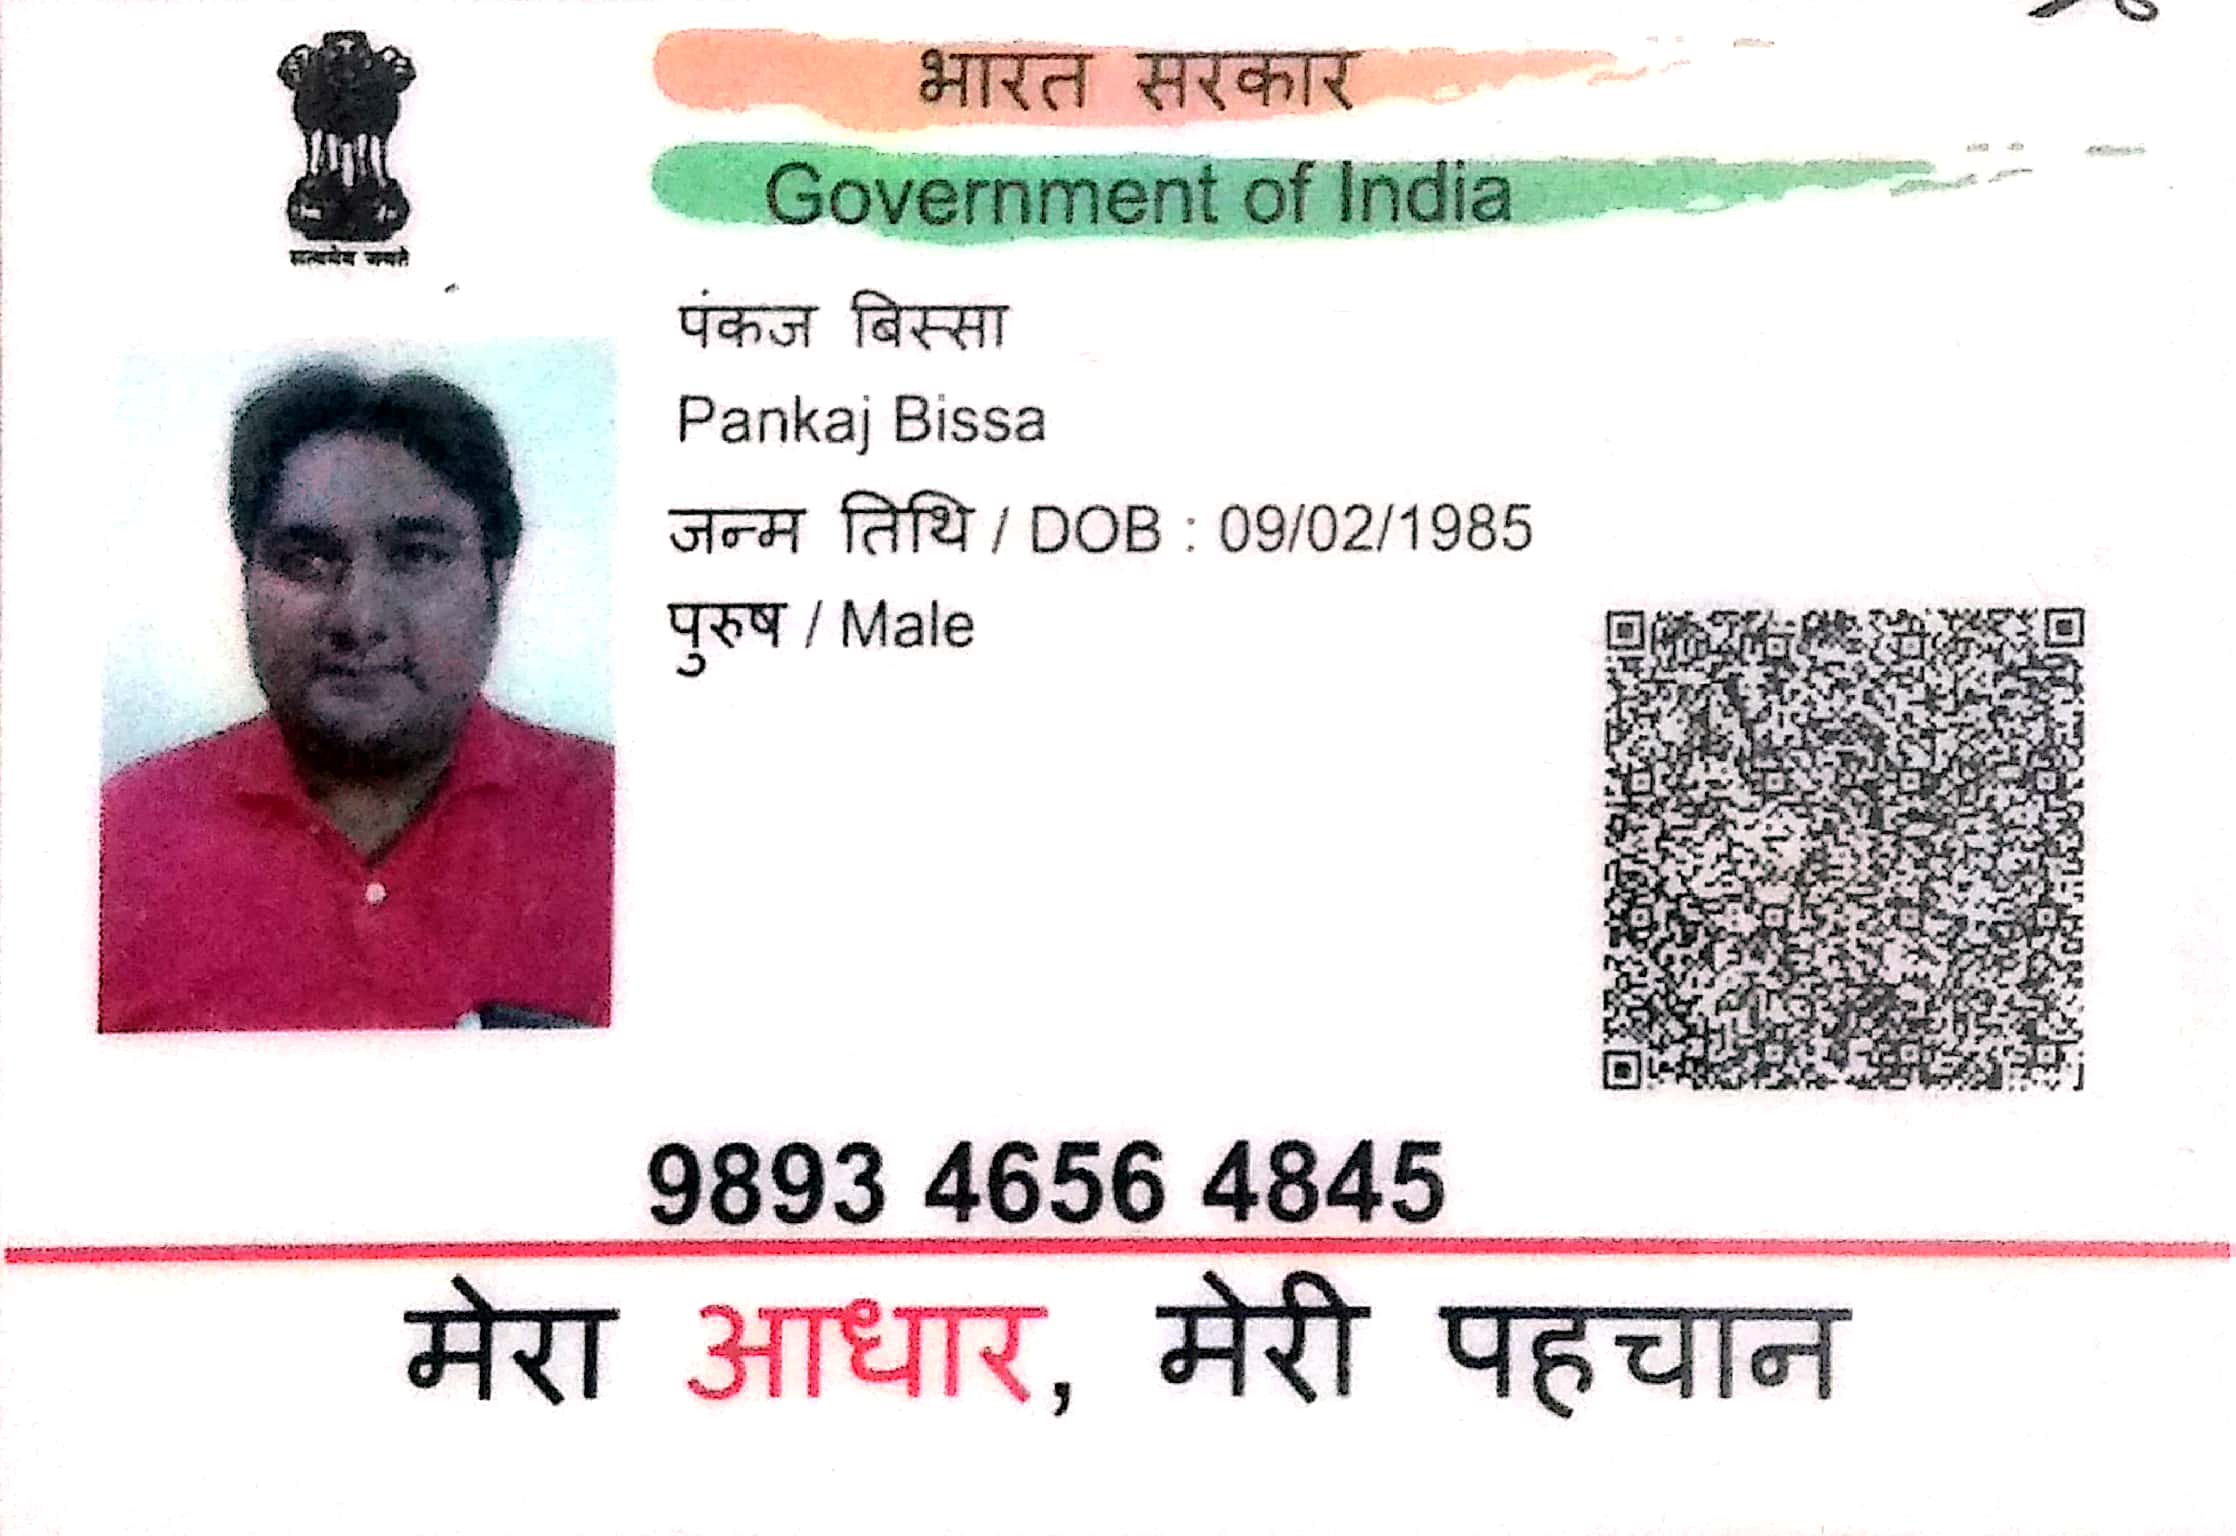 भारत सरकार
Government of India
सत्यमेव जयते
पंकज बिस्सा
Pankaj Bissa
जन्म तिथि / DOB : 09/02/1985
पुरुष / Male
9893 4656 4845
मेरा आधार, मेरी पहचान